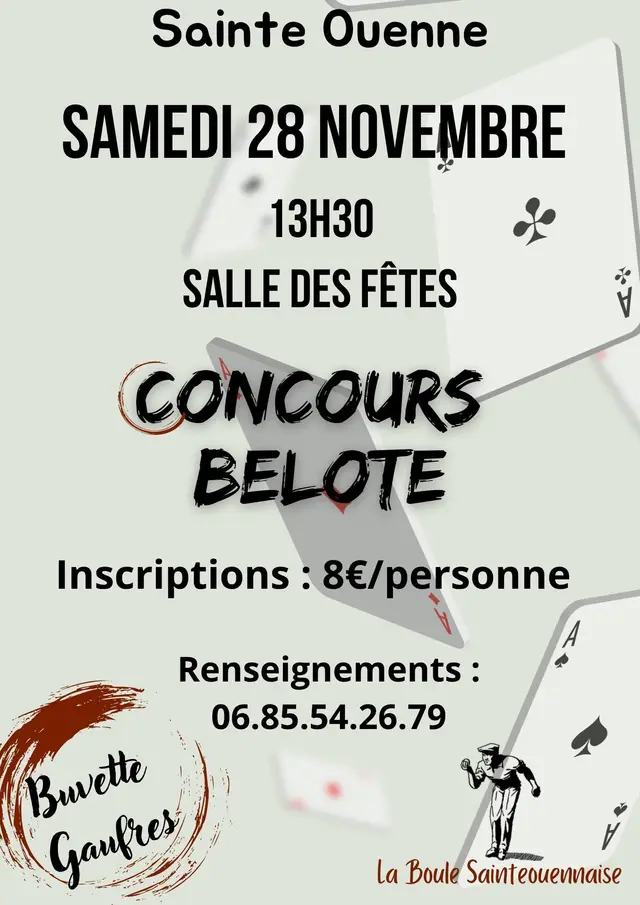 Sainte Ouenne
SAMEDI 28 NOVEMBRE
13H30
SALLE DES FÊTES
CONCOURS
BELOTE
Inscriptions : 8€/personne
Renseignements :
06.85.54.26.79
Buvette
Gaufres
La Boule Sainteouennaise
A
A
A
A
A